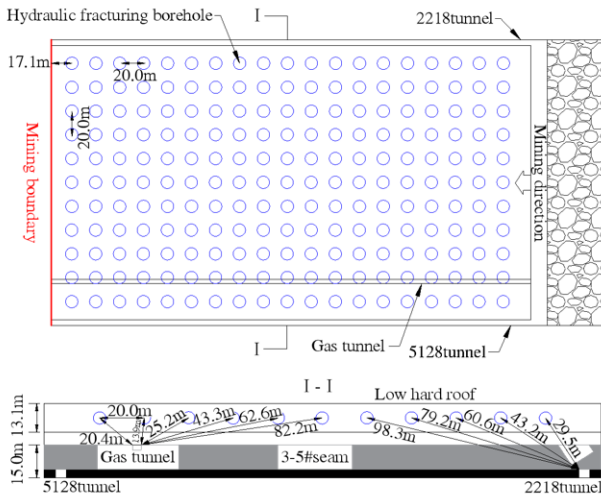 I
Hydraulic fracturing borehole
2218tunnel
17.1m
20.0m
20.0m
Mining boundary
Mining direction
I
Gas tunnel
5128tunnel
I - I
Low hard roof
13.1m
20.0m
25.2m
43.3m
62.6m
82.2m
98.3m
79.2m
60.6m
43.2m
29.5m
20.4m
Gas tunnel
3-5#seam
15.0m
5128tunnel
2218tunnel